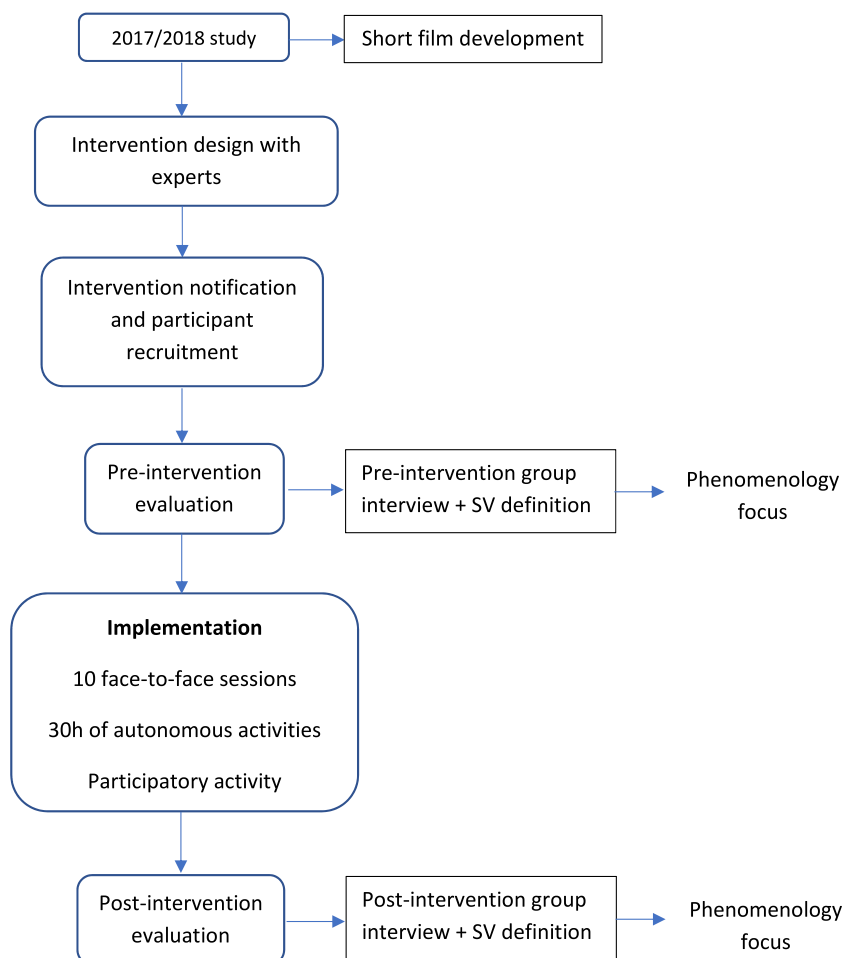 2017/2018 study
Short film development
Intervention design with
experts
Intervention notification
and participant
recruitment
Pre-intervention
evaluation
Pre-intervention group
interview + SV definition
Phenomenology
focus
Implementation
10 face-to-face sessions
30h of autonomous activities
Participatory activity
Post-intervention
evaluation
Post-intervention group
interview + SV definition
Phenomenology
focus